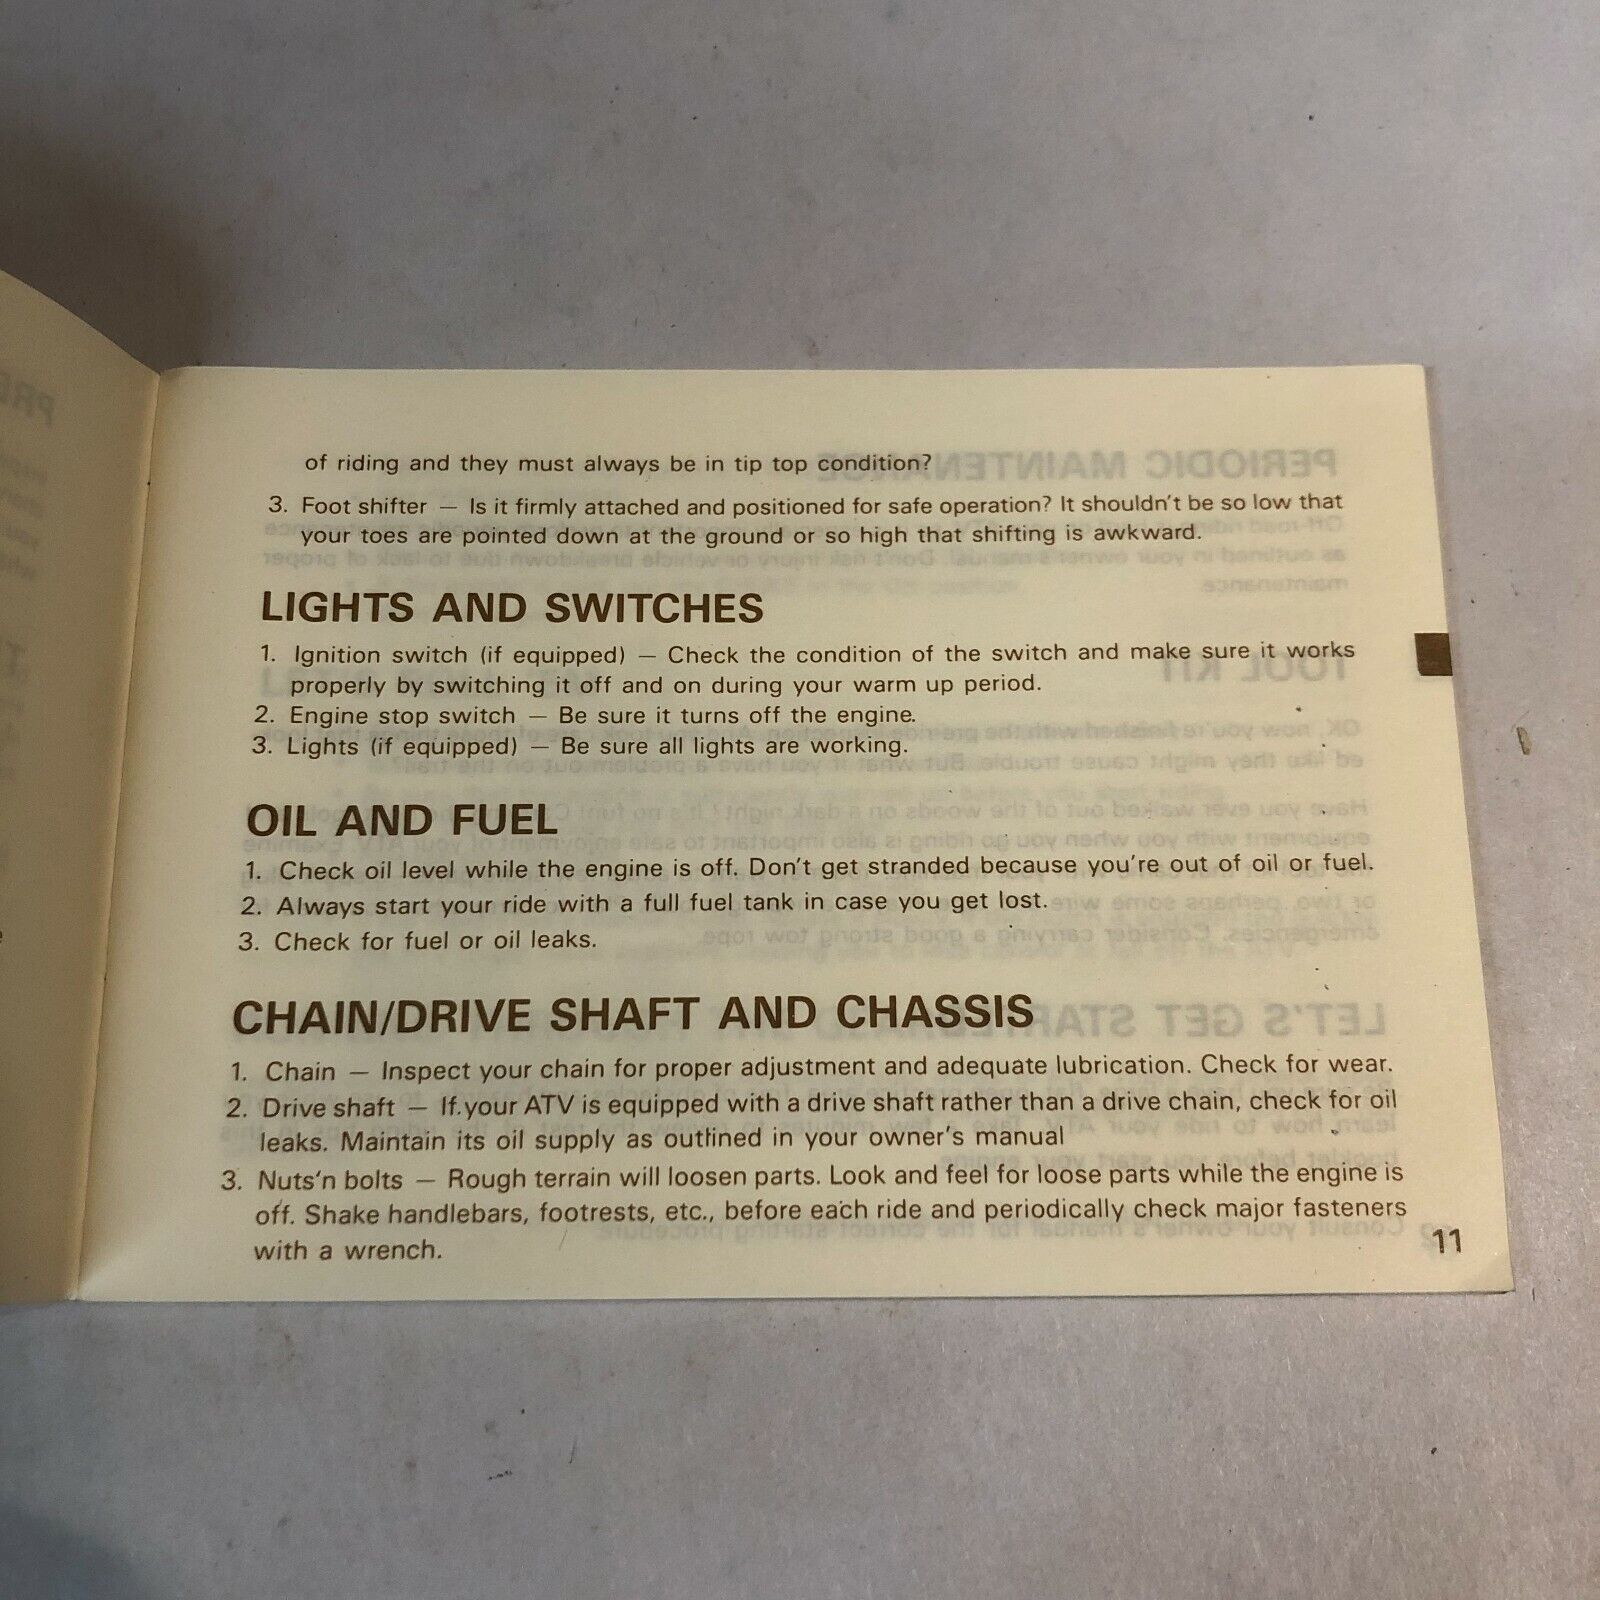 of riding and they must always be in tip top condition?
3. Foot shifter — Is it firmly attached and positioned for safe operation? It shouldn't be so low that
your toes are pointed down at the ground or so high that shifting is awkward.
LIGHTS AND SWITCHES
1. Ignition switch (if equipped) — Check the condition of the switch and make sure it works
properly by switching it off and on during your warm up period.
2. Engine stop switch — Be sure it turns off the engine.
3. Lights (if equipped) — Be sure all lights are working.
OIL AND FUEL
1. Check oil level while the engine is off. Don't get stranded because you're out of oil or fuel.
2. Always start your ride with a full fuel tank in case you get lost.
3. Check for fuel or oil leaks.
CHAIN/DRIVE SHAFT AND CHASSIS
1. Chain — Inspect your chain for proper adjustment and adequate lubrication. Check for wear.
2. Drive shaft — If your ATV is equipped with a drive shaft rather than a drive chain, check for oil
leaks. Maintain its oil supply as outlined in your owner's manual
3. Nuts'n bolts — Rough terrain will loosen parts. Look and feel for loose parts while the engine is
off. Shake handlebars, footrests, etc., before each ride and periodically check major fasteners
with a wrench.
11